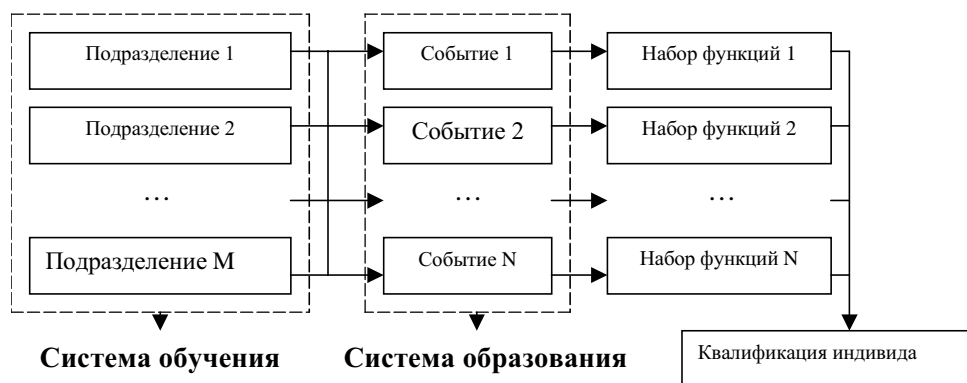 Подразделение 1
Событие 1
Набор функций 1
Подразделение 2
Событие 2
Набор функций 2
…
…
…
Подразделение M
Событие N
Набор функций N
Система обучения
Система образования
Квалификация индивида